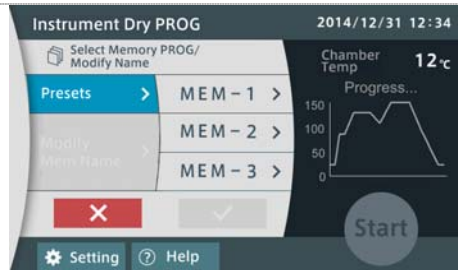 Instrument Dry PROG
2014/12/31 12:34
Select Memory PROG/
Modify Name
Presets >
Modify
Mem Name >
MEM-1 >
MEM-2 >
MEM-3 >
Chamber
Temp
12℃
Progress...
150
100
50
0
Start
Setting
? Help